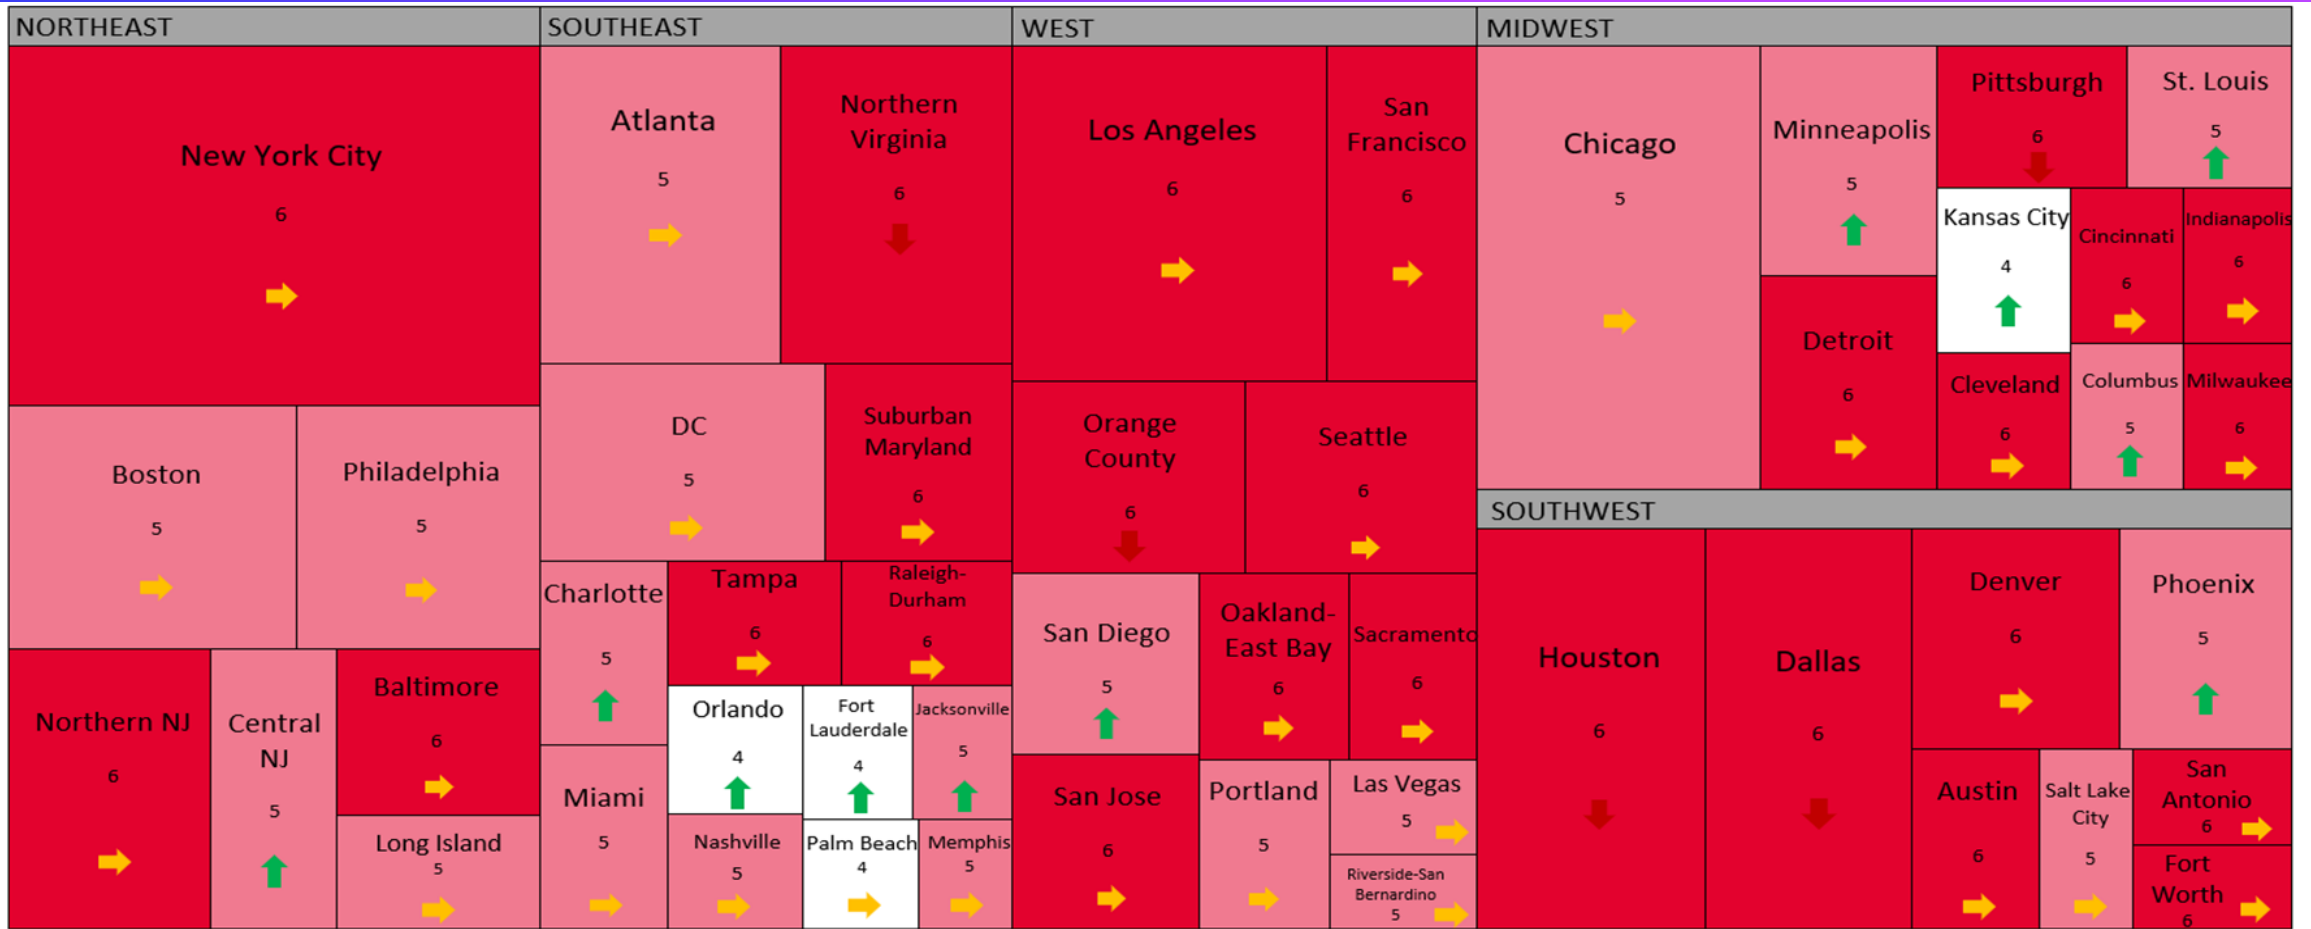 NORTHEAST
New York City
6
Boston
5
Philadelphia
5
Northern NJ
6
Central
NJ
5
Baltimore
6
Long Island
5
SOUTHEAST
Atlanta
5
Northern
Virginia
6
DC
5
Suburban
Maryland
6
Charlotte
5
Tampa
6
Raleigh-
Durham
6
Miami
5
Orlando
4
Fort
Lauderdale
4
Jacksonville
5
Nashville
5
Palm Beach
4
Memphis
5
WEST
Los Angeles
6
San
Francisco
6
Orange
County
6
Seattle
6
San Diego
5
Oakland-
East Bay
6
Sacramento
6
San Jose
6
Portland
5
Las Vegas
5
Riverside-San
Bernardino
5
MIDWEST
Chicago
5
Minneapolis
5
Detroit
6
Pittsburgh
6
St. Louis
5
Kansas City
4
Cincinnati
6
Indianapolis
6
Cleveland
6
Columbus
5
Milwaukee
6
SOUTHWEST
Houston
6
Dallas
6
Denver
6
Phoenix
5
Austin
6
Salt Lake
City
5
San
Antonio
6
Fort
Worth
6